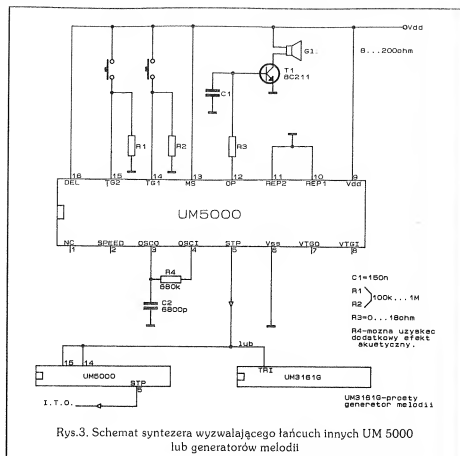 Vdd
8...200ohm
G1.
T1
BC211
C1
R1
R2
R3
16 15 14 13 12 11 10 9
DEL TG2 TG1 MS OP REP2 REP1 Vdd
UM5000
NC SPEED OSCO OSCI STP Vss VTGO VTGI
1 2 3 4 5 6 7 8
R4
680k
C2
6800p
C1=150n
R1
R2
100k...1M
R3=0...18ohm
R4-mozna uzyskac
dodatkowy efekt
akustyczny.
lub
15 14
UM5000
STP
5
TRI
UM3161G
I.T.O.
UM3161G-prosty
generator melodii
Rys.3. Schemat syntezera wyzwalającego łańcuch innych UM 5000
lub generatorów melodii